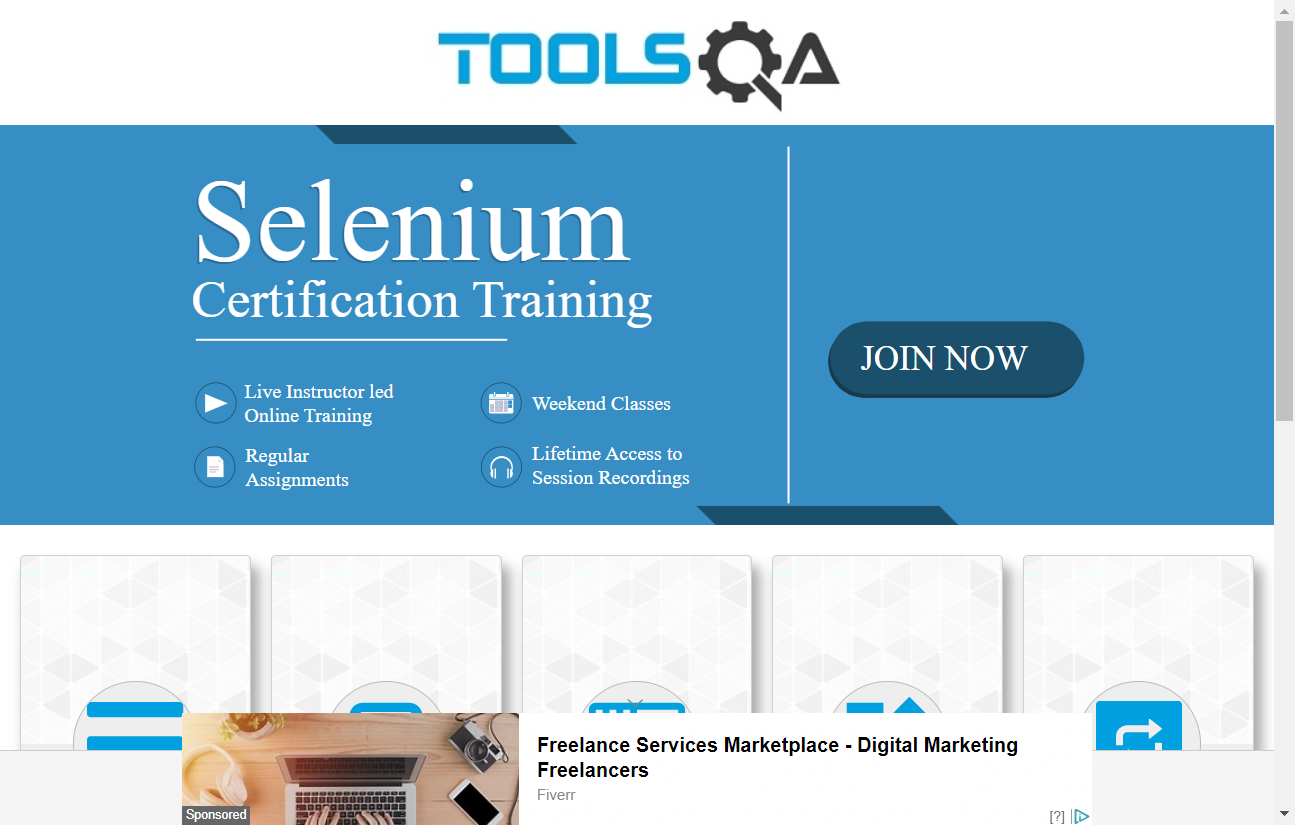 TOOLSQA
Selenium
Certification Training
Live Instructor led
Online Training
Weekend Classes
Regular
Assignments
Lifetime Access to
Session Recordings
JOIN NOW
Freelance Services Marketplace - Digital Marketing
Freelancers
Fiverr
Sponsored
[?]